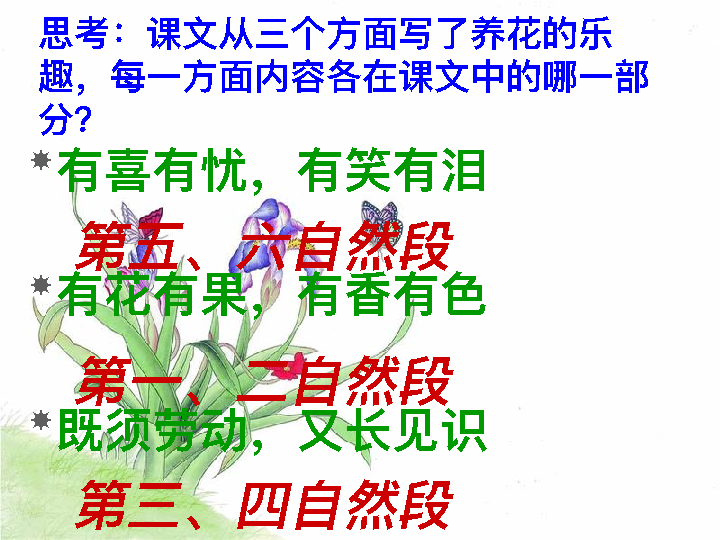 思考：课文从三个方面写了养花的乐
趣，每一方面内容各在课文中的哪一部
分？
有喜有忧，有笑有泪
第五、六自然段
有花有果，有香有色
第一、二自然段
既须劳动，又长见识
第三、四自然段